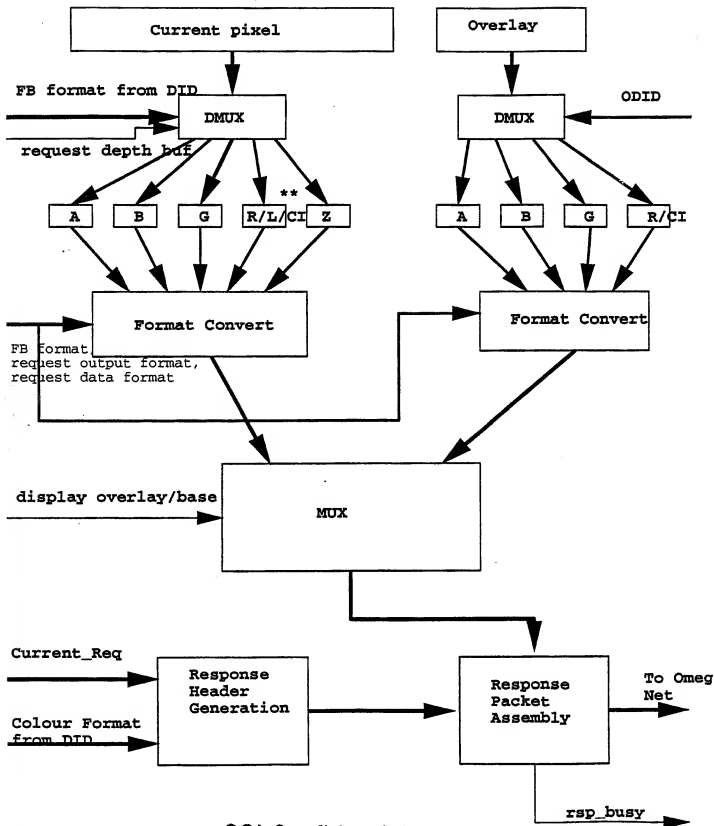 Current pixel
Overlay
FB format from DID
DMUX
DMUX
ODID
request depth buf
**
A
B
G
R/L/CI
Z
A
B
G
R/CI
Format Convert
Format Convert
FB format,
request output format,
request data format
display overlay/base
MUX
Current_Req
Response
Header
Generation
Response
Packet
Assembly
To Omeg
Net
Colour Format
from DID
rsp_busy